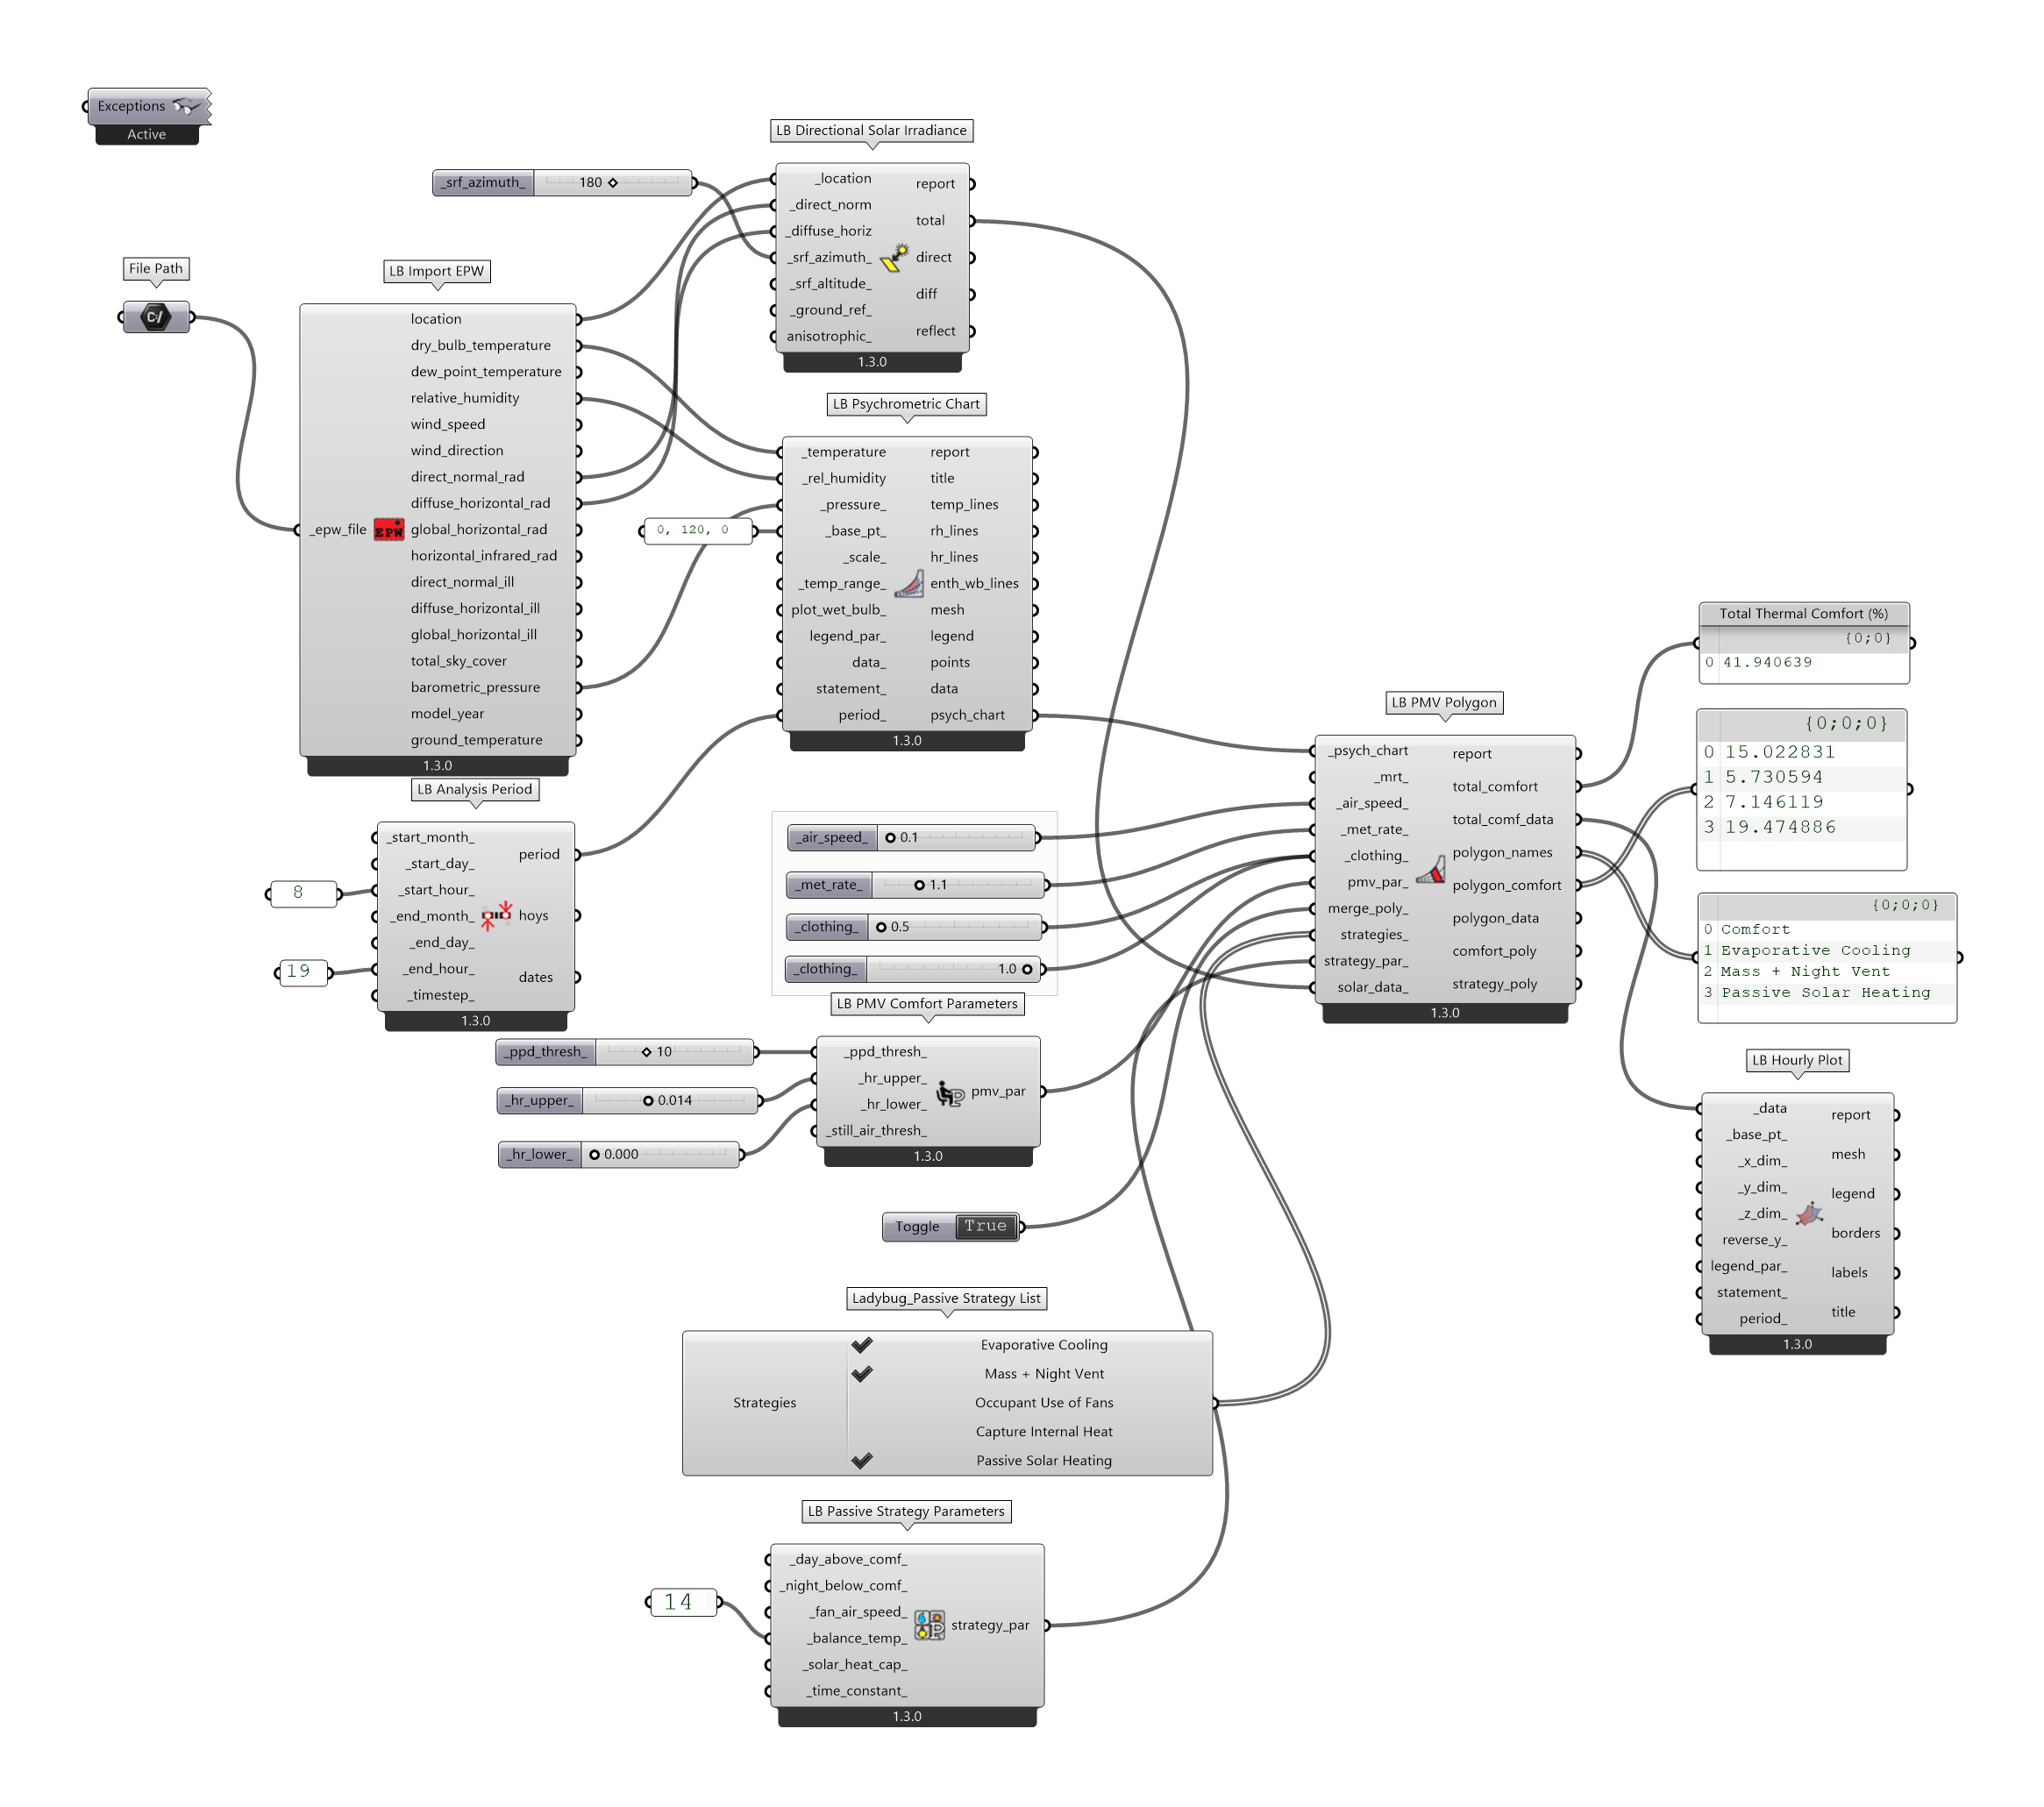 Exceptions
Active
File Path
C:/
LB Import EPW
_epw_file
EPW
location
dry_bulb_temperature
dew_point_temperature
relative_humidity
wind_speed
wind_direction
direct_normal_rad
diffuse_horizontal_rad
global_horizontal_rad
horizontal_infrared_rad
direct_normal_ill
diffuse_horizontal_ill
global_horizontal_ill
total_sky_cover
barometric_pressure
model_year
ground_temperature
1.3.0
LB Analysis Period
8
19
_start_month_
_start_day_
_start_hour_
_end_month_
_end_day_
_end_hour_
_timestep_
period
hoys
dates
1.3.0
_srf_azimuth_ 180
LB Directional Solar Irradiance
_location
_direct_norm
_diffuse_horiz
_srf_azimuth_
_srf_altitude_
_ground_ref_
anisotrophic_
report
total
direct
diff
reflect
1.3.0
LB Psychrometric Chart
0, 120, 0
_temperature
_rel_humidity
_pressure_
_base_pt_
_scale_
_temp_range_
plot_wet_bulb_
legend_par_
data_
statement_
period_
report
title
temp_lines
rh_lines
hr_lines
enth_wb_lines
mesh
legend
points
data
psych_chart
1.3.0
_air_speed_ 0.1
_met_rate_ 1.1
_clothing_ 0.5
_clothing_ 1.0
LB PMV Comfort Parameters
_ppd_thresh_ 10
_hr_upper_ 0.014
_hr_lower_ 0.000
_ppd_thresh_
_hr_upper_
_hr_lower_
_still_air_thresh_
pmv_par
1.3.0
Toggle True
Ladybug_Passive Strategy List
Strategies
Evaporative Cooling
Mass + Night Vent
Occupant Use of Fans
Capture Internal Heat
Passive Solar Heating
LB Passive Strategy Parameters
14
_day_above_comf_
_night_below_comf_
_fan_air_speed_
_balance_temp_
_solar_heat_cap_
_time_constant_
strategy_par
1.3.0
LB PMV Polygon
_psych_chart
_mrt_
_air_speed_
_met_rate_
_clothing_
pmv_par_
merge_poly_
strategies_
strategy_par_
solar_data_
report
total_comfort
total_comf_data
polygon_names
polygon_comfort
polygon_data
comfort_poly
strategy_poly
1.3.0
Total Thermal Comfort (%)
{0;0}
0 41.940639
{0;0;0}
0 15.022831
1 5.730594
2 7.146119
3 19.474886
{0;0;0}
0 Comfort
1 Evaporative Cooling
2 Mass + Night Vent
3 Passive Solar Heating
LB Hourly Plot
_data
_base_pt_
_x_dim_
_y_dim_
_z_dim_
reverse_y_
legend_par_
statement_
period_
report
mesh
legend
borders
labels
title
1.3.0